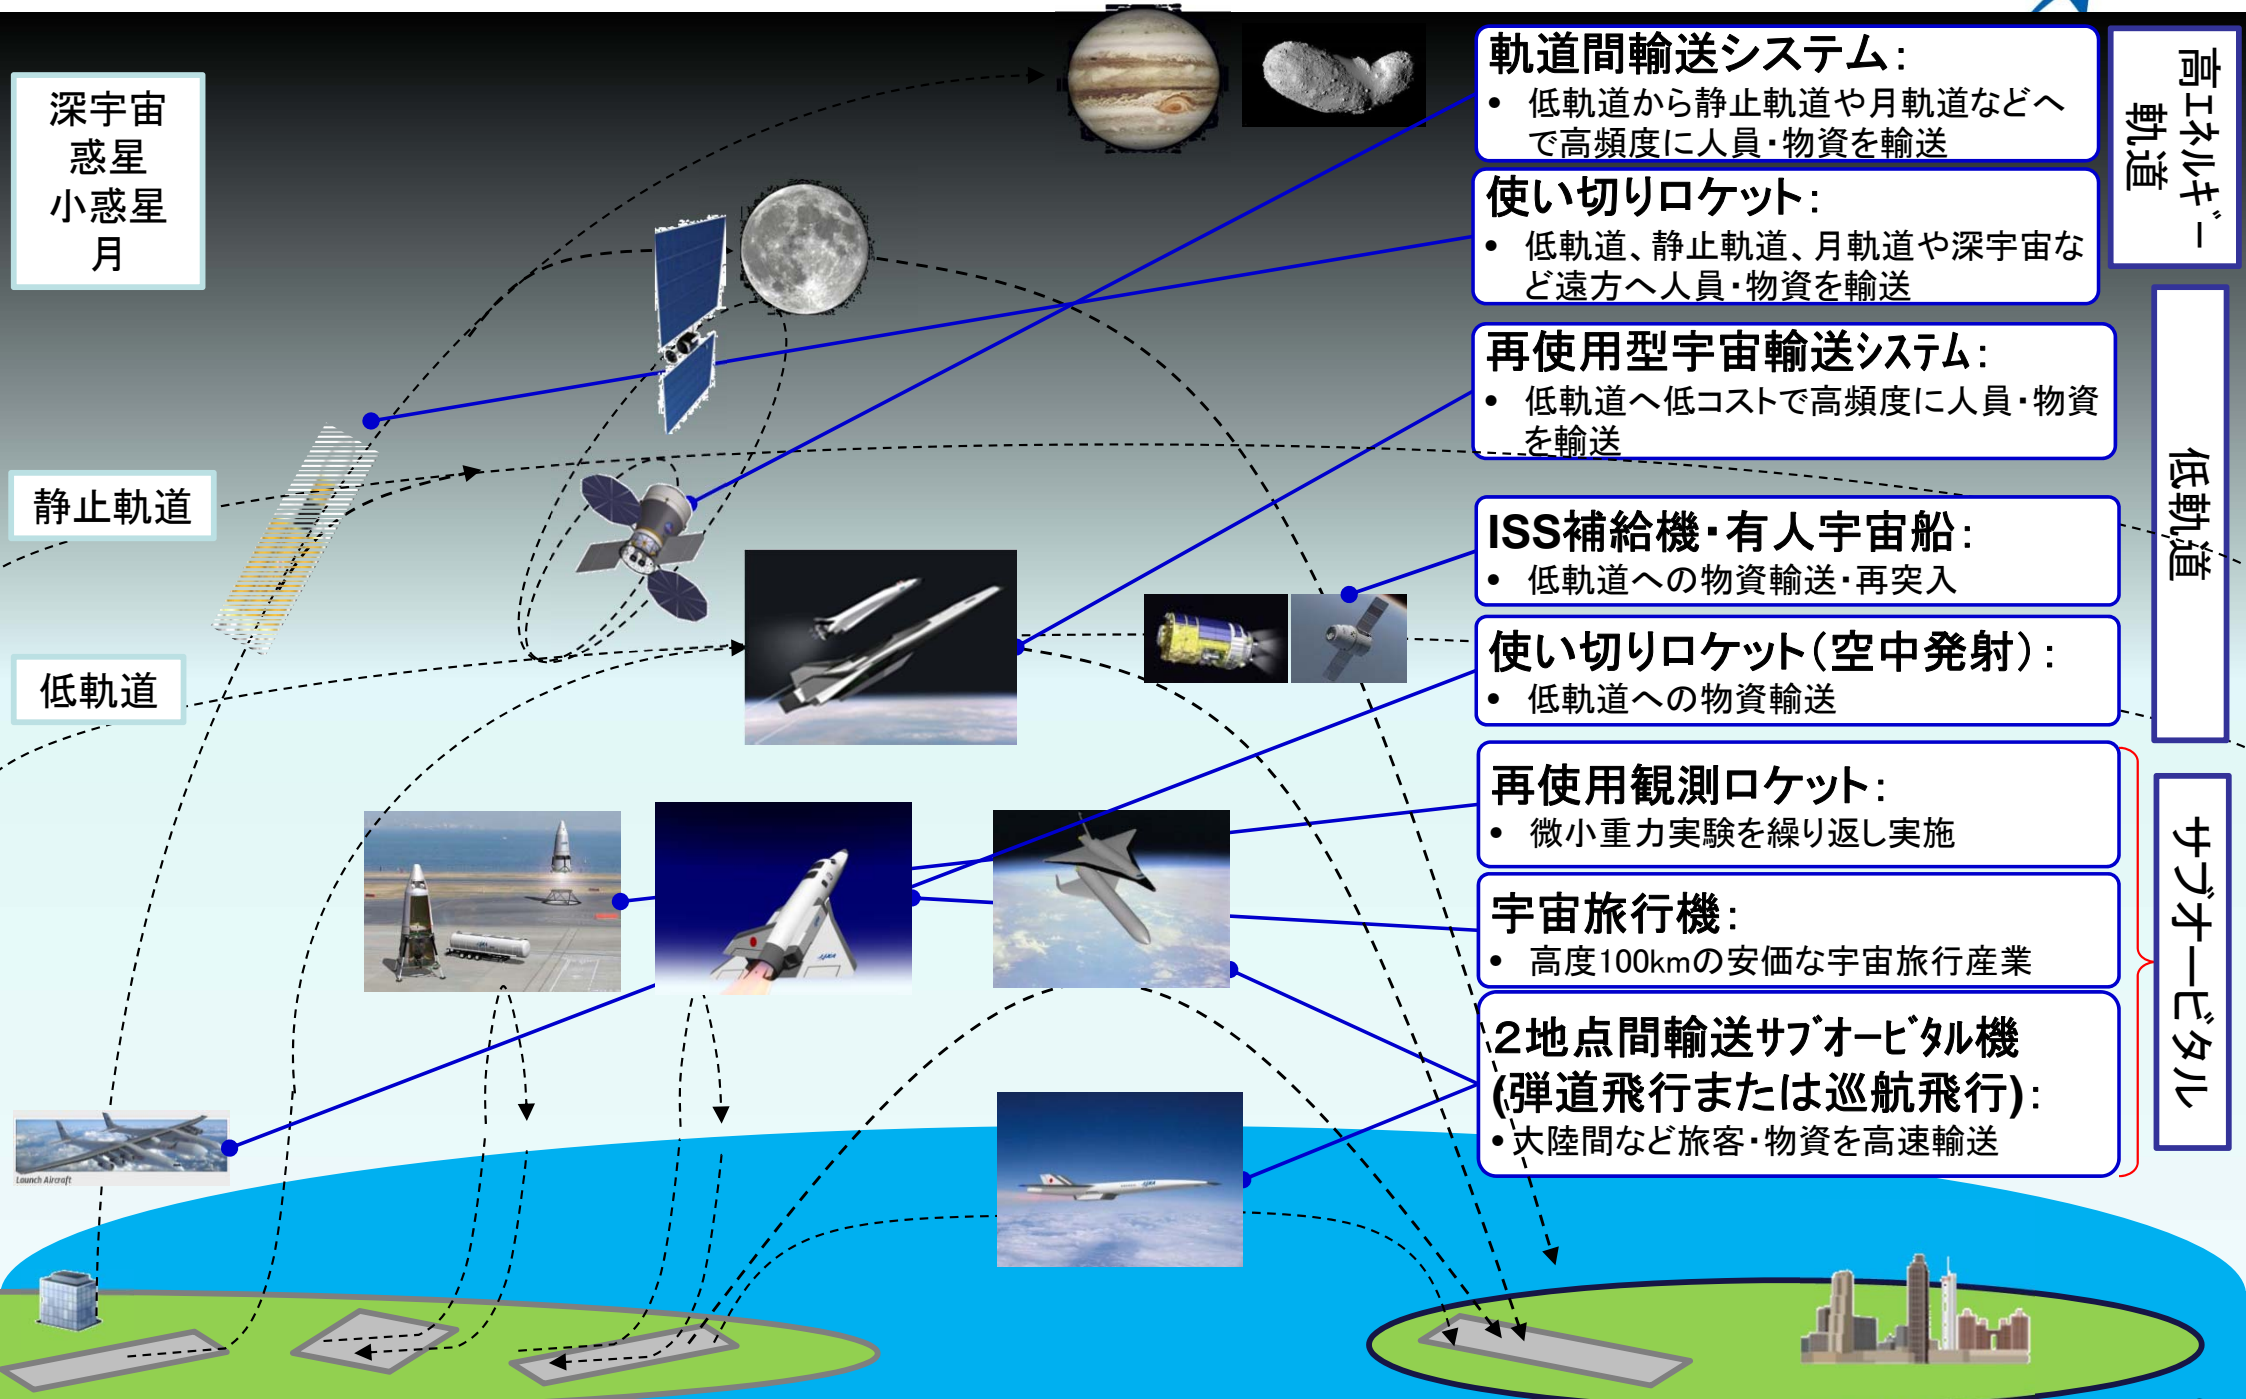 深宇宙
惑星
小惑星
月
静止軌道
低軌道
軌道間輸送システム：
• 低軌道から静止軌道や月軌道などへ
で高頻度に人員・物資を輸送
使い切りロケット：
• 低軌道、静止軌道、月軌道や深宇宙な
ど遠方へ人員・物資を輸送
再使用型宇宙輸送ｼｽﾃﾑ：
• 低軌道へ低コストで高頻度に人員・物資
を輸送
ISS補給機・有人宇宙船：
• 低軌道への物資輸送・再突入
使い切りロケット（空中発射）：
• 低軌道への物資輸送
再使用観測ロケット：
• 微小重力実験を繰り返し実施
宇宙旅行機：
• 高度100kmの安価な宇宙旅行産業
２地点間輸送ｻﾌﾞｵｰﾋﾞﾀﾙ機
(弾道飛行または巡航飛行)：
• 大陸間など旅客・物資を高速輸送
高ｴﾈﾙｷﾞｰ
軌道
低軌道
サブオービタル
Launch Aircraft
JAXA
JAXA